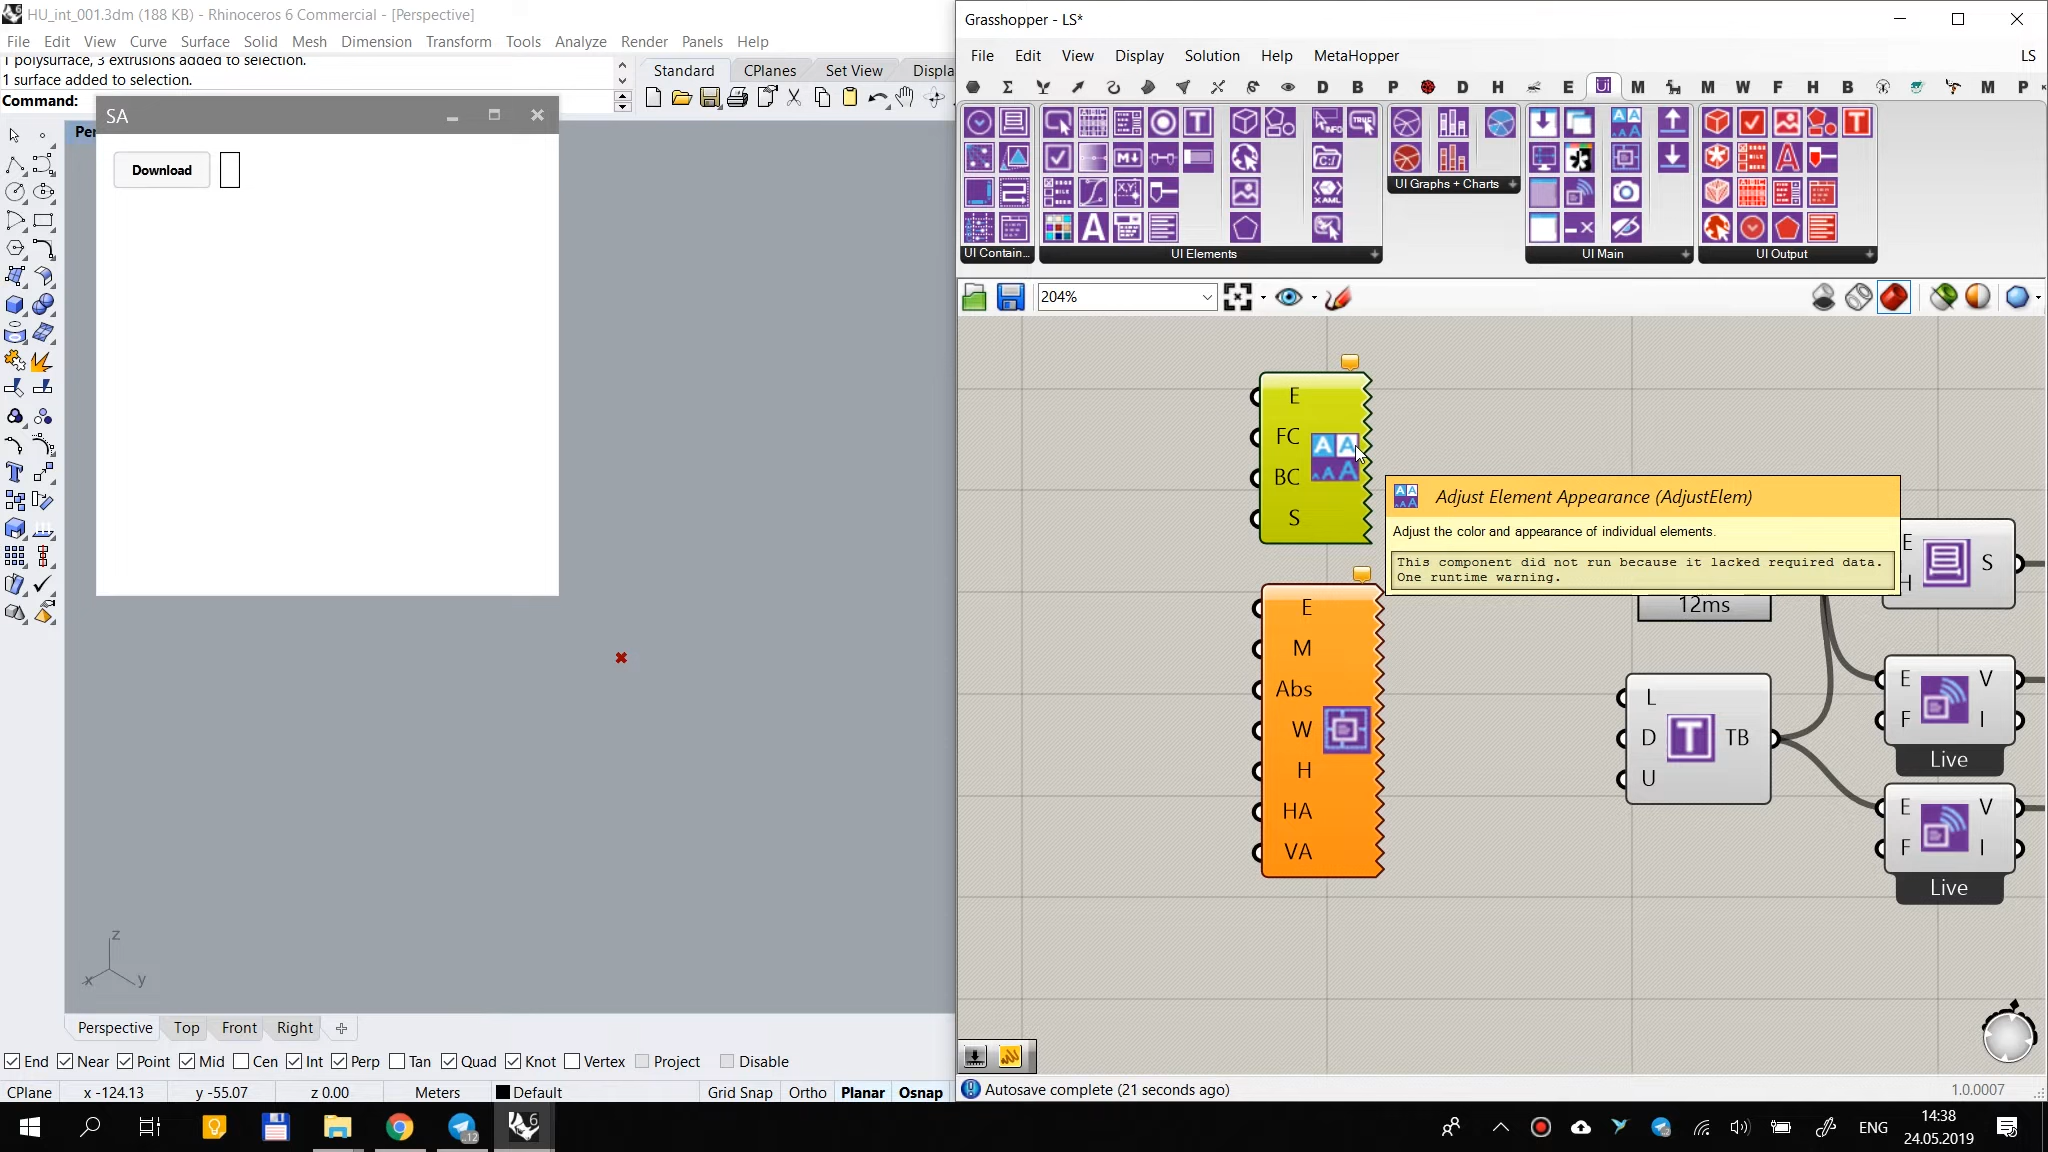 HU_int_001.3dm (188 KB) - Rhinoceros 6 Commercial - [Perspective]
File Edit View Curve Surface Solid Mesh Dimension Transform Tools Analyze Render Panels Help
1 polysurface, 3 extrusions added to selection.
1 surface added to selection.
Command:
Standard CPlanes Set View Displa
SA
Per
Download
z
x
y
Perspective Top Front Right
End Near Point Mid Cen Int Perp Tan Quad Knot Vertex Project Disable
CPlane x -124.13 y -55.07 z 0.00 Meters Default Grid Snap Ortho Planar Osnap
Grasshopper - LS*
File Edit View Display Solution Help MetaHopper LS
D B P D H E UI M M W F H B M P
UI Contain... UI Elements UI Graphs + Charts UI Main UI Output
204%
E
FC
BC
S
Adjust Element Appearance (AdjustElem)
Adjust the color and appearance of individual elements.
This component did not run because it lacked required data.
One runtime warning.
E
H
S
12ms
E
M
Abs
W
H
HA
VA
L
D
U
TB
E
F
V
I
Live
E
F
V
I
Live
Autosave complete (21 seconds ago) 1.0.0007
ENG
14:38
24.05.2019